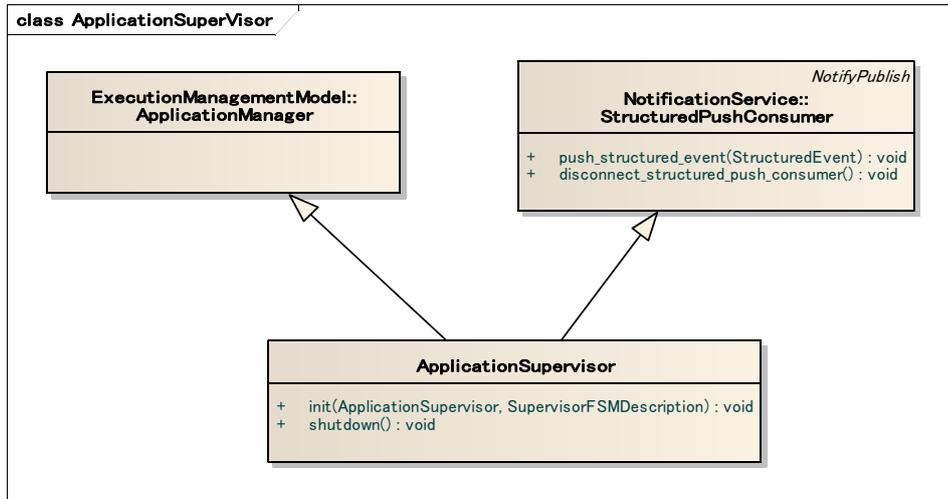 class ApplicationSuperVisor
ExecutionManagementModel::
ApplicationManager
NotifyPublish
NotificationService::
StructuredPushConsumer
+ push_structured_event(StructuredEvent) : void
+ disconnect_structured_push_consumer() : void
ApplicationSupervisor
+ init(ApplicationSupervisor, SupervisorFSMDescription) : void
+ shutdown() : void